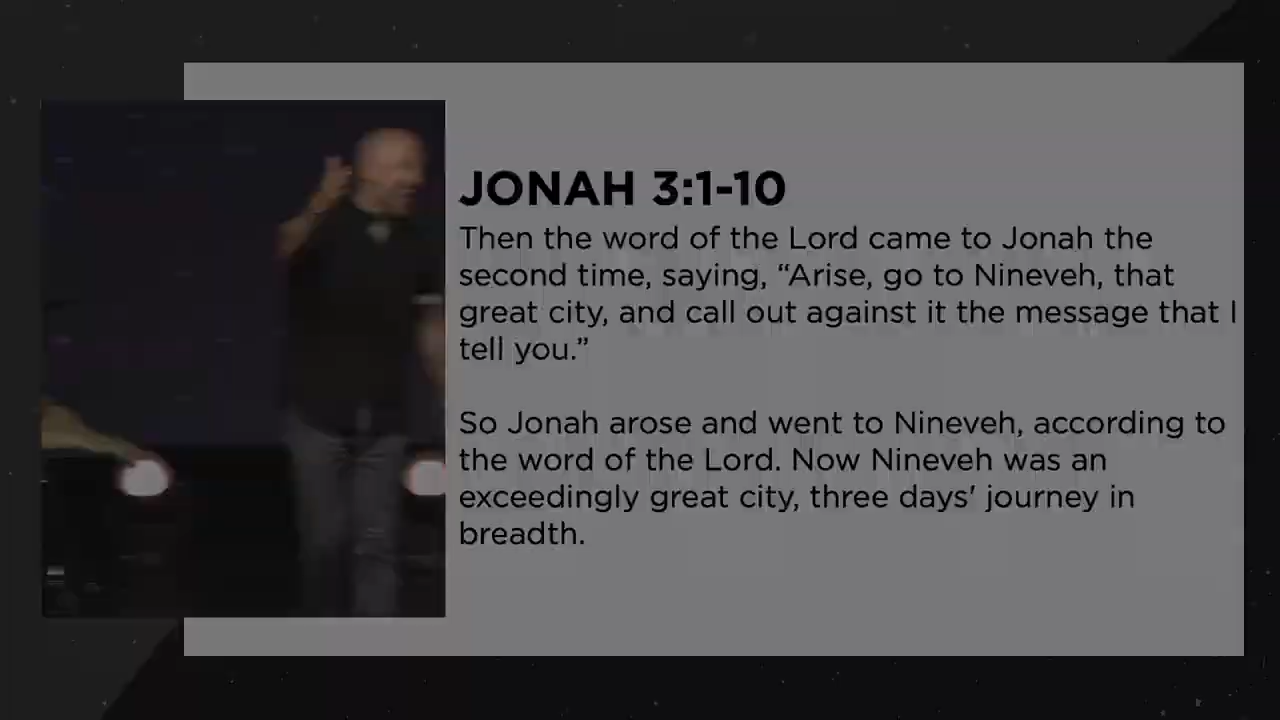 JONAH 3:1-10
Then the word of the Lord came to Jonah the
second time, saying, “Arise, go to Nineveh, that
great city, and call out against it the message that I
tell you.”
So Jonah arose and went to Nineveh, according to
the word of the Lord. Now Nineveh was an
exceedingly great city, three days' journey in
breadth.